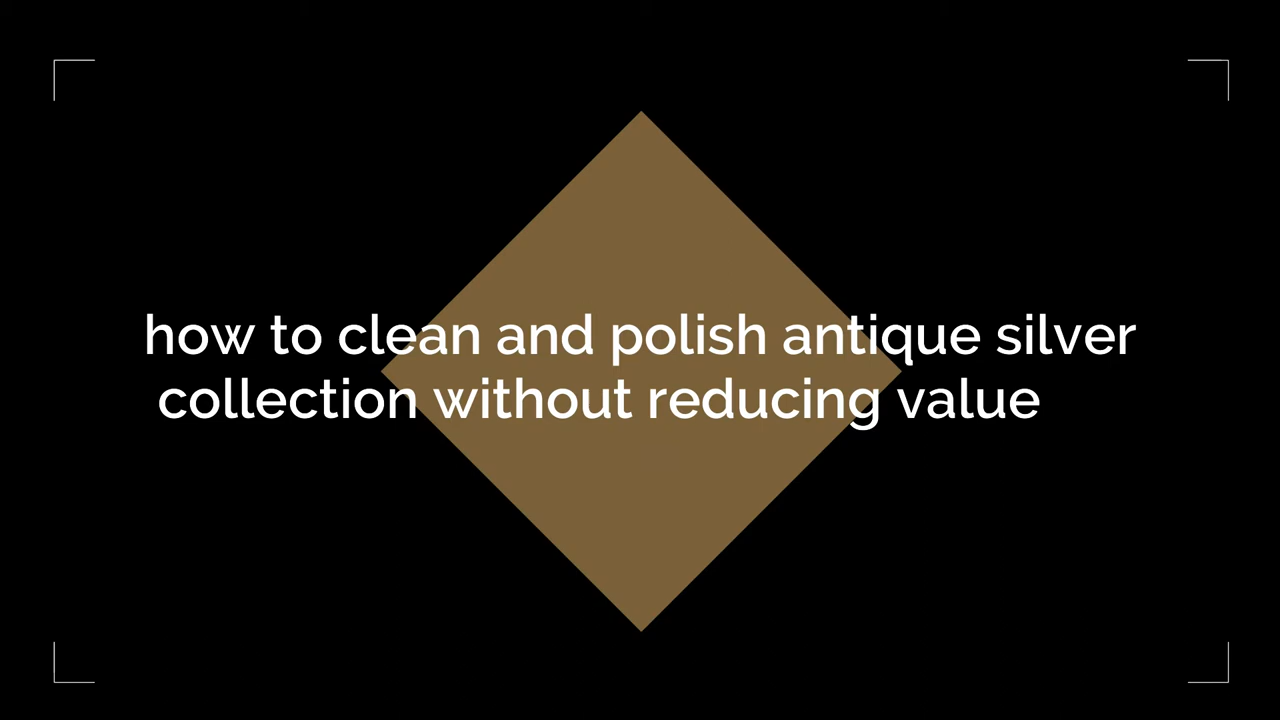 how to clean and polish antique silver
collection without reducing value